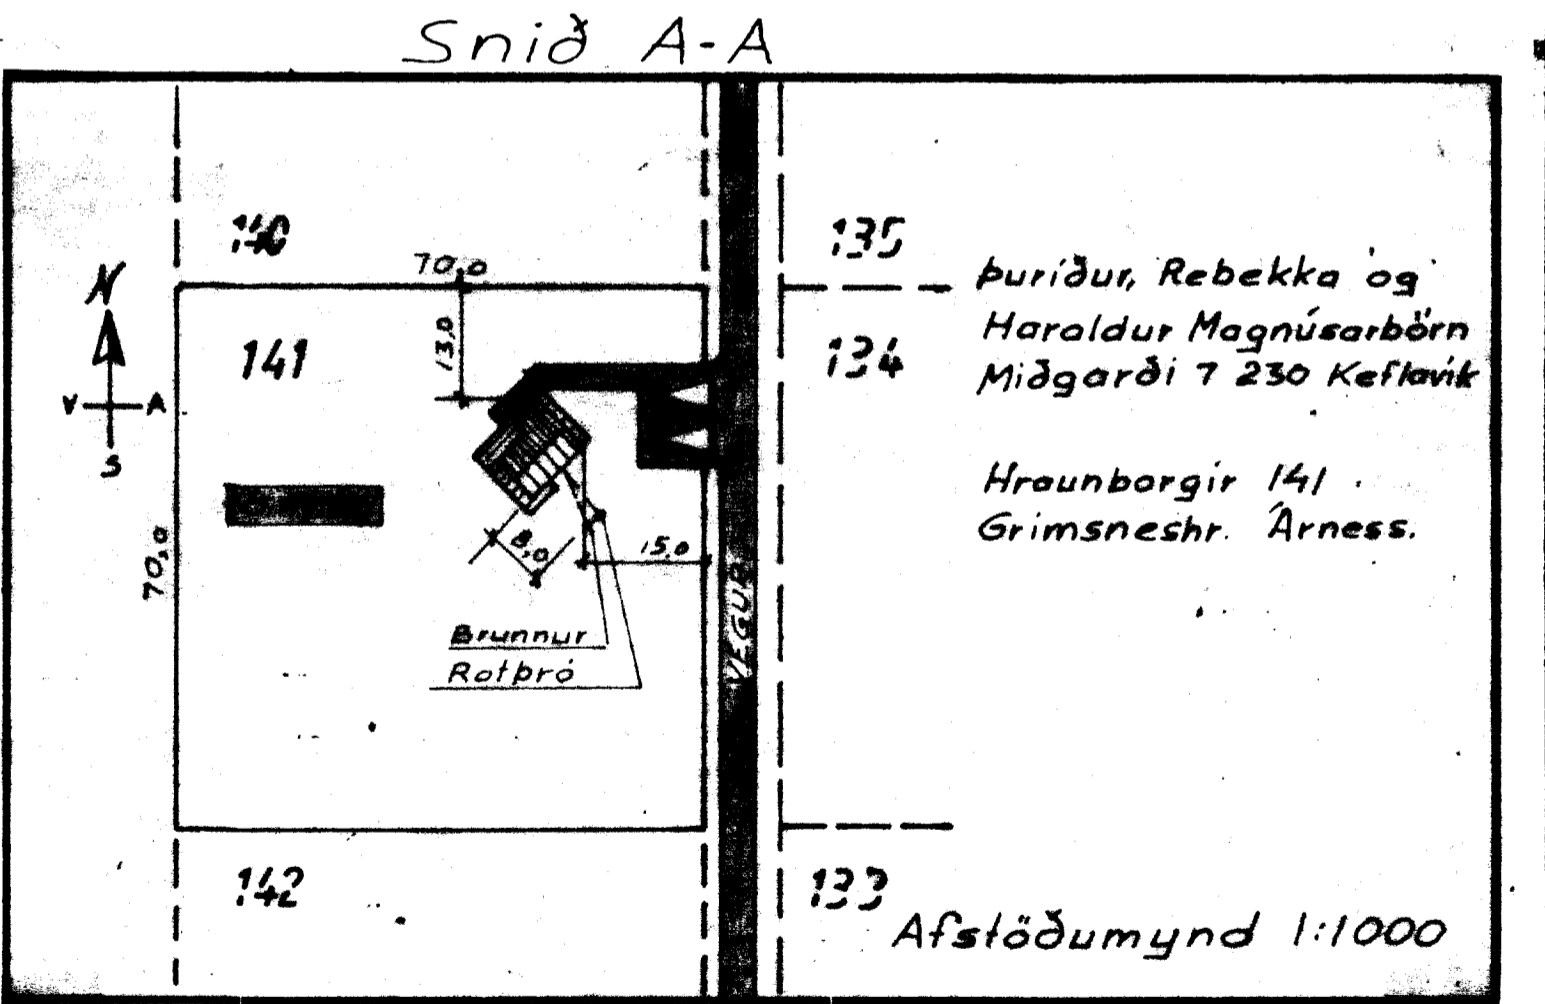 Snið A-A
140
135
70,0
Þuríður, Rebekka og
N
13,0
Haraldur Magnúsarbörn
141
134
Miðgarði 7 230 Keflavík
V A
S
Hraunborgir 141
Grimsneshr. Árness.
70,0
8,0
15,0
VEGUR
Brunnur
Rotþró
142
133
Afstöðumynd 1:1000